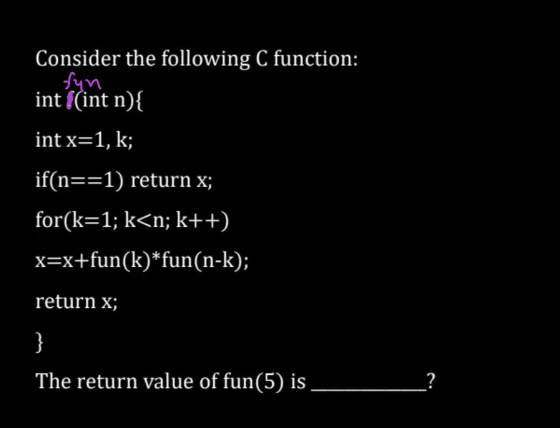 Consider the following C function:
fun
int f(int n){
int x=1, k;
if(n==1) return x;
for(k=1; k<n; k++)
x=x+fun(k)*fun(n-k);
return x;
}
The return value of fun(5) is ____________?